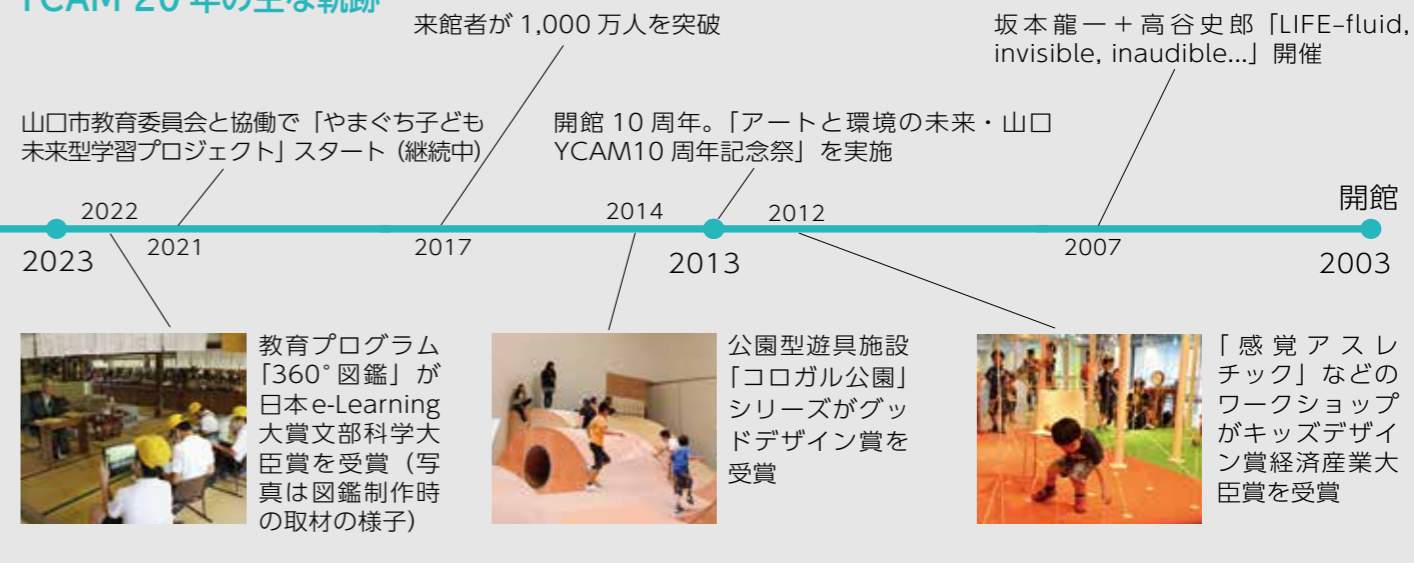 YCAM 20 年の主な軌跡
来館者が 1,000 万人を突破
坂本龍一+高谷史郎「LIFE–fluid,
invisible, inaudible...」開催
山口市教育委員会と協働で「やまぐち子ども
未来型学習プロジェクト」スタート（継続中）
開館 10 周年。「アートと環境の未来・山口
YCAM10 周年記念祭」を実施
開館
2022
2014
2012
2021
2017
2007
2023
2013
2003
教育プログラム
「360°図鑑」が
日本e-Learning
大賞文部科学大
臣賞を受賞（写
真は図鑑制作時
の取材の様子）
公園型遊具施設
「コロガル公園」
シリーズがグッ
ドデザイン賞を
受賞
「感覚アスレ
チック」などの
ワークショップ
がキッズデザイ
ン賞経済産業大
臣賞を受賞